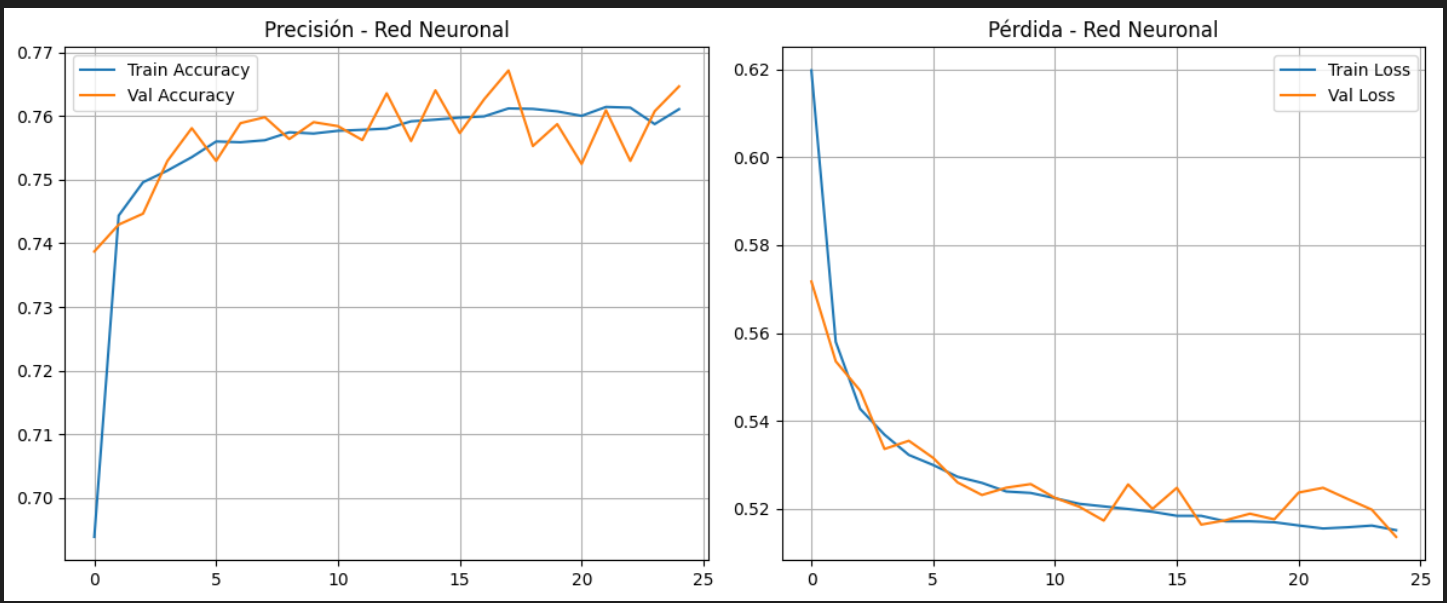 Precisión - Red Neuronal
0.77
0.76
0.75
0.74
0.73
0.72
0.71
0.70
Train Accuracy
Val Accuracy
0 5 10 15 20 25
Pérdida - Red Neuronal
0.62
0.60
0.58
0.56
0.54
0.52
Train Loss
Val Loss
0 5 10 15 20 25